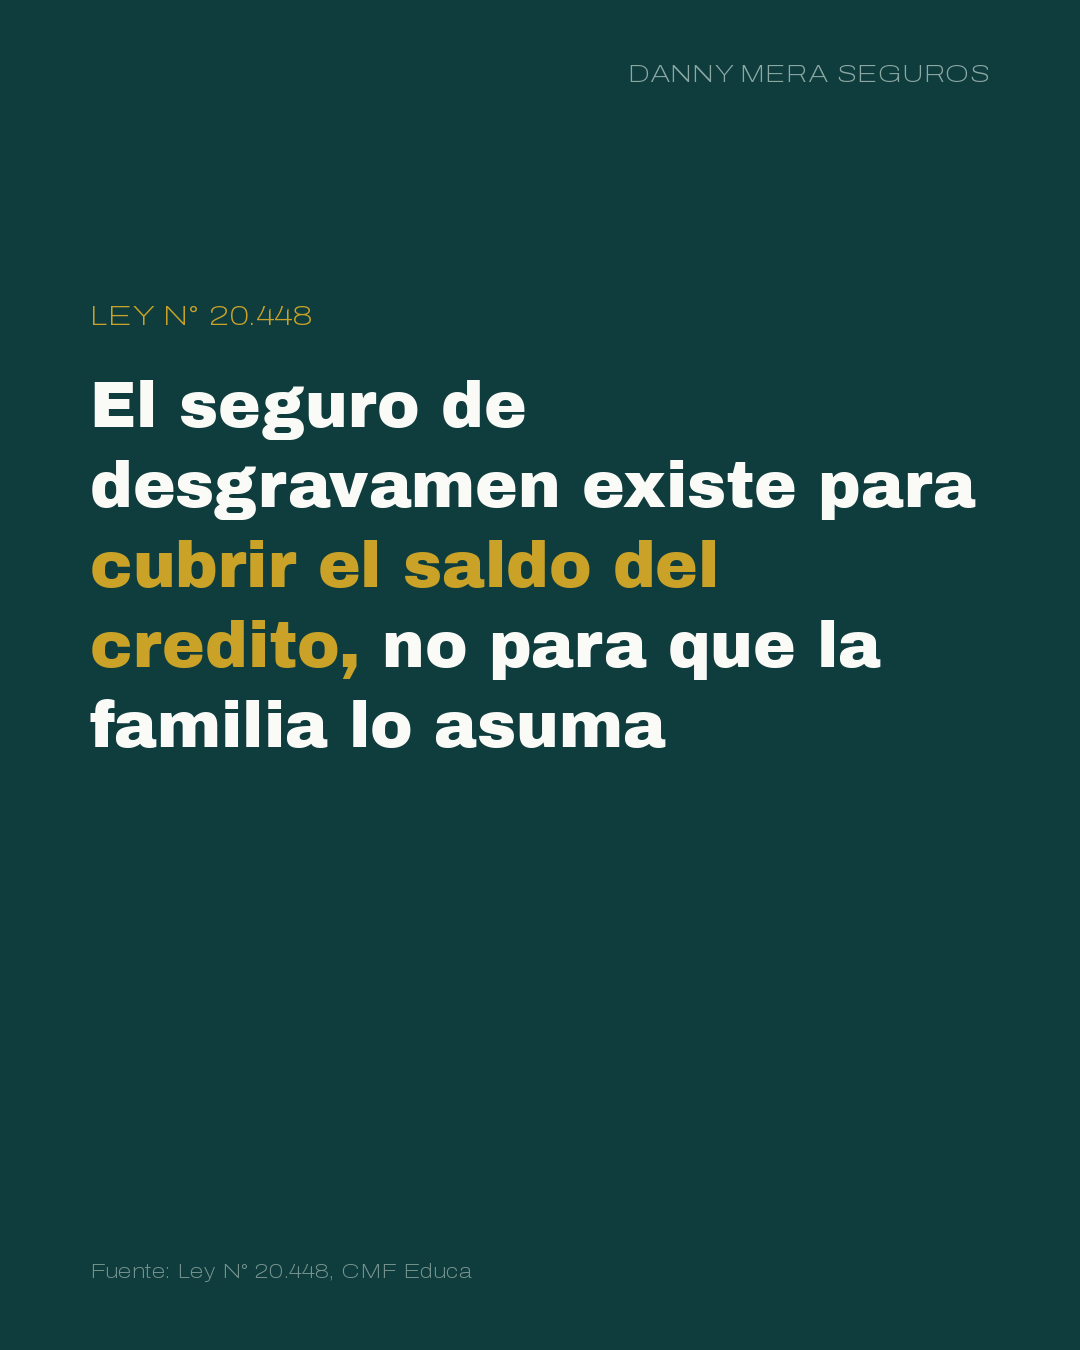 DANNY MERA SEGUROS
LEY N° 20.448
El seguro de
desgravamen existe para
cubrir el saldo del
credito, no para que la
familia lo asuma
Fuente: Ley N° 20.448, CMF Educa